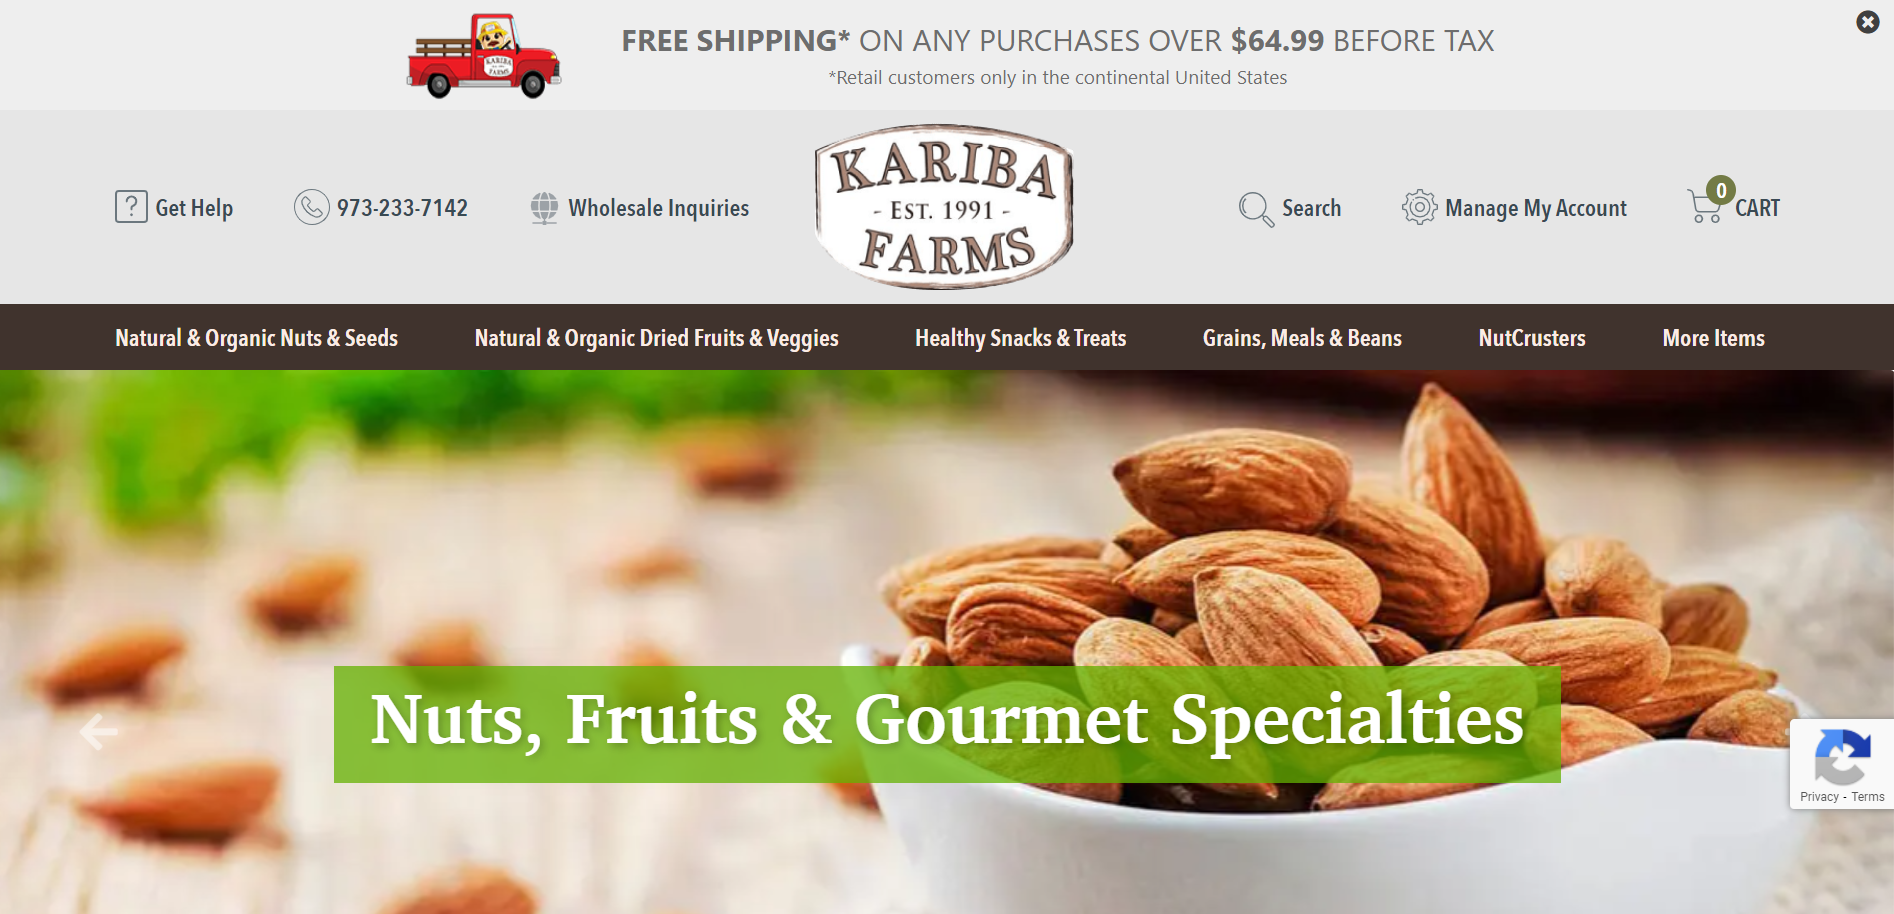 FREE SHIPPING* ON ANY PURCHASES OVER $64.99 BEFORE TAX
*Retail customers only in the continental United States
KARIBA
FARMS
Get Help
973-233-7142
Wholesale Inquiries
KARIBA
- EST. 1991 -
FARMS
Search
Manage My Account
0
CART
Natural & Organic Nuts & Seeds
Natural & Organic Dried Fruits & Veggies
Healthy Snacks & Treats
Grains, Meals & Beans
NutCrusters
More Items
Nuts, Fruits & Gourmet Specialties
Privacy - Terms